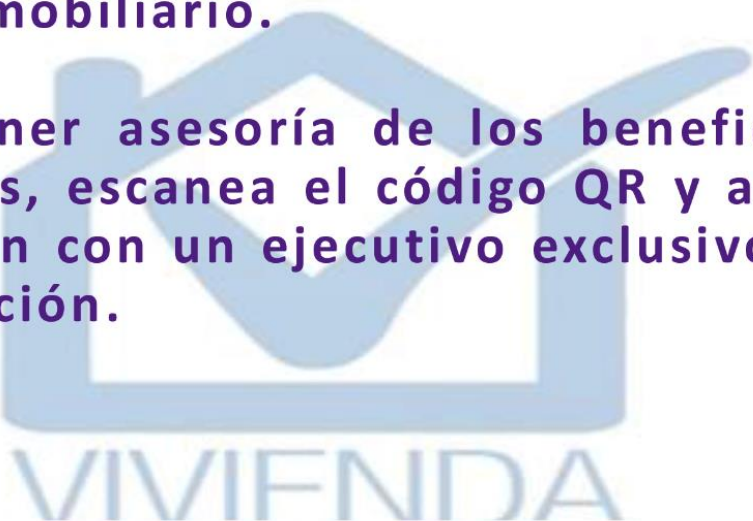 mobiliario.
ner asesoría de los benefi
s, escanea el código QR y a
n con un ejecutivo exclusivo
ción.
VIVIENDA